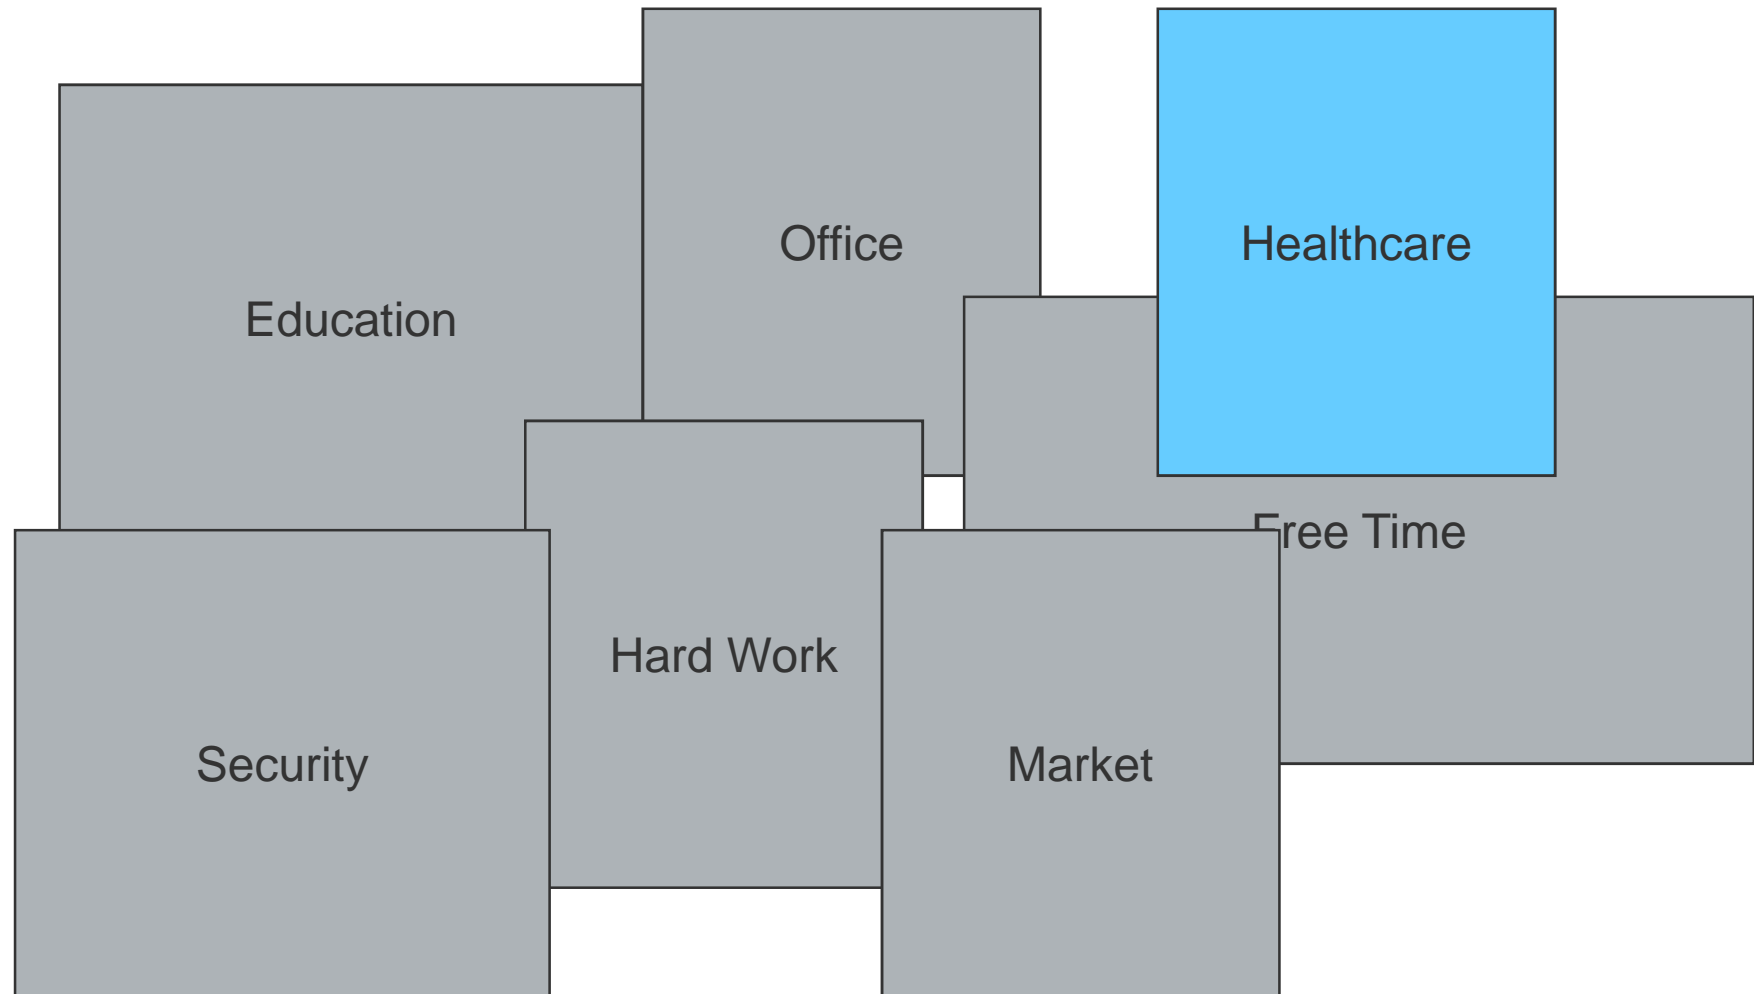 Office
Healthcare
Education
Free Time
Hard Work
Security
Market